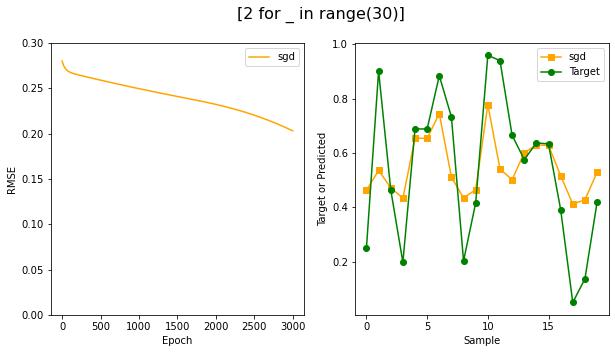 [2 for _ in range(30)]
0.30
0.25
0.20
0.15
0.10
0.05
0.00
RMSE
0 500 1000 1500 2000 2500 3000
Epoch
sgd
1.0
0.8
0.6
0.4
0.2
Target or Predicted
0 5 10 15
Sample
sgd
Target